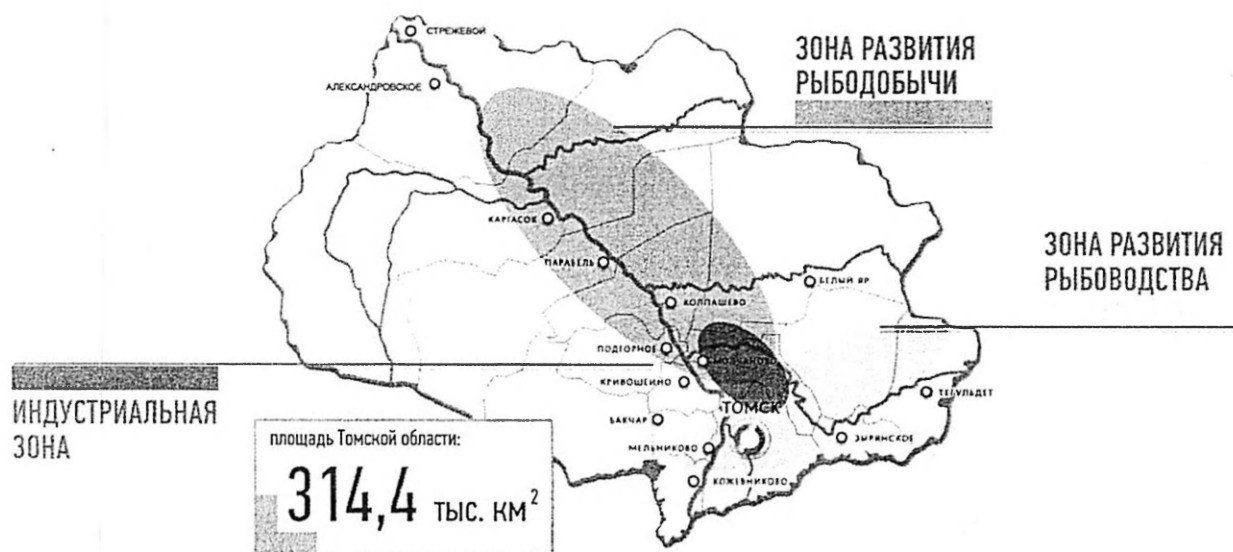 СТРЕЖЕВОЙ
АЛЕКСАНДРОВСКОЕ
ЗОНА РАЗВИТИЯ
РЫБОДОБЫЧИ
КАРГАСОК
ПАРАБЕЛЬ
КОЛПАШЕВО
БЕЛЫЙ ЯР
ЗОНА РАЗВИТИЯ
РЫБОВОДСТВА
ПОДГОРНОЕ
МОЛЧАНОВО
КРИВОШЕИНО
ТЕГУЛЬДЕТ
ИНДУСТРИАЛЬНАЯ
ЗОНА
ТОМСК
БАКЧАР
ЗЫРЯНСКОЕ
МЕЛЬНИКОВО
КОЖЕВНИКОВО
площадь Томской области:
314,4 тыс. км²